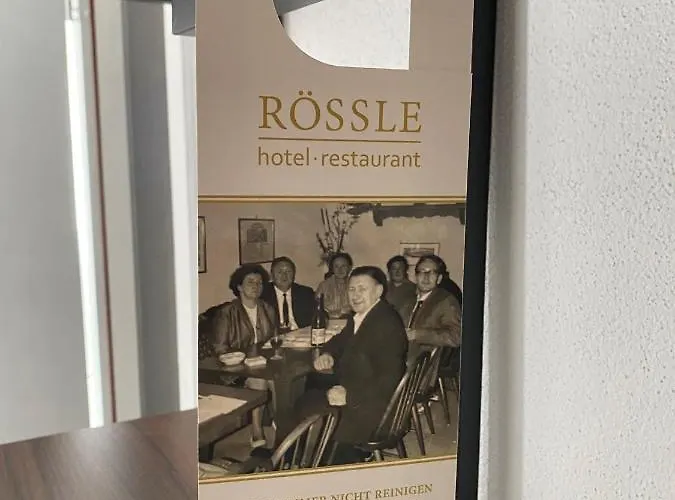 RÖSSLE
hotel · restaurant
NICHT REINIGEN